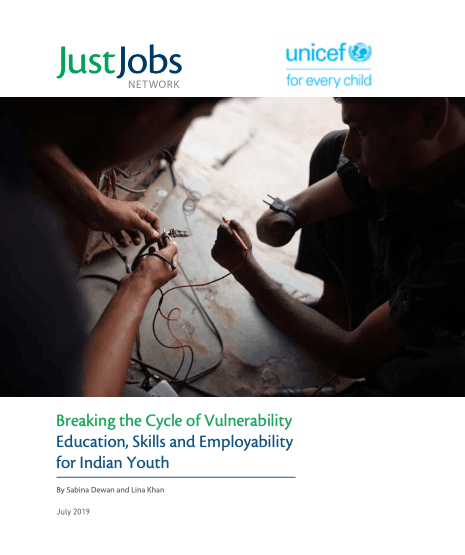 JustJobs
NETWORK
unicef
for every child
Breaking the Cycle of Vulnerability
Education, Skills and Employability
for Indian Youth
By Sabina Dewan and Lina Khan
July 2019